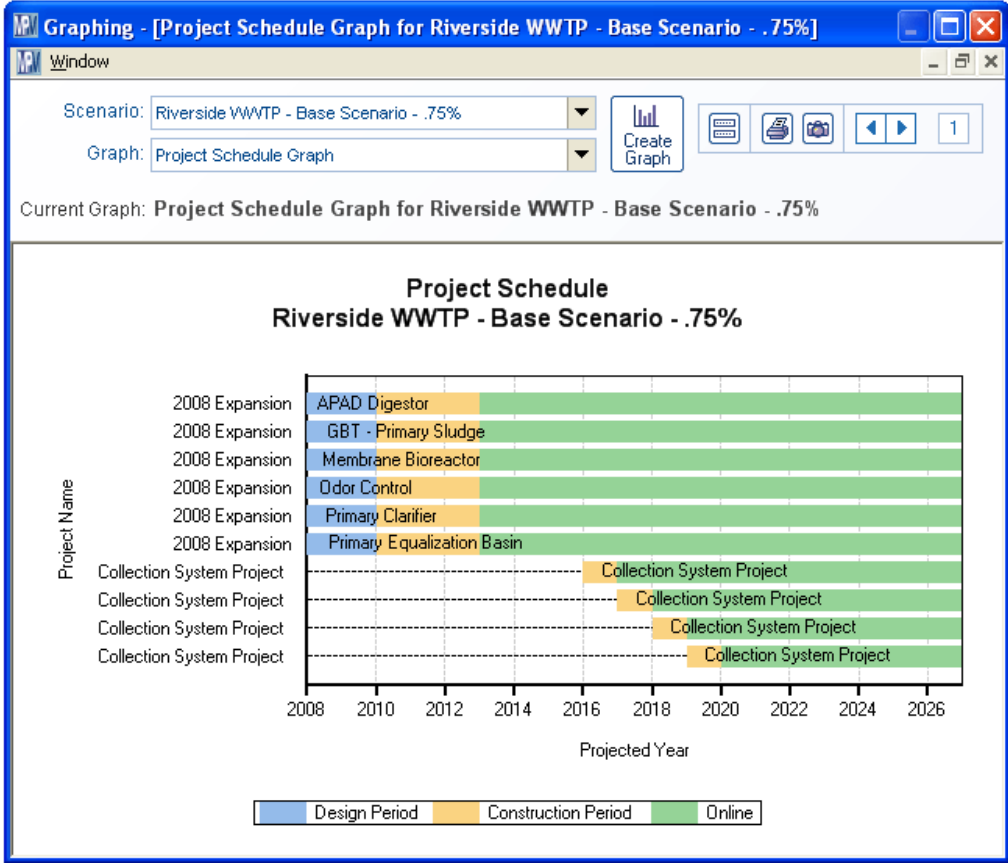 MPV Graphing - [Project Schedule Graph for Riverside WWTP - Base Scenario - .75%]
MPV Window
Scenario: Riverside WWTP - Base Scenario - .75%
Graph: Project Schedule Graph
Create
Graph
1
Current Graph: Project Schedule Graph for Riverside WWTP - Base Scenario - .75%
Project Schedule
Riverside WWTP - Base Scenario - .75%
Project Name
2008 Expansion APAD Digestor
2008 Expansion GBT - Primary Sludge
2008 Expansion Membrane Bioreactor
2008 Expansion Odor Control
2008 Expansion Primary Clarifier
2008 Expansion Primary Equalization Basin
Collection System Project Collection System Project
Collection System Project Collection System Project
Collection System Project Collection System Project
Collection System Project Collection System Project
2008 2010 2012 2014 2016 2018 2020 2022 2024 2026
Projected Year
Design Period Construction Period Online